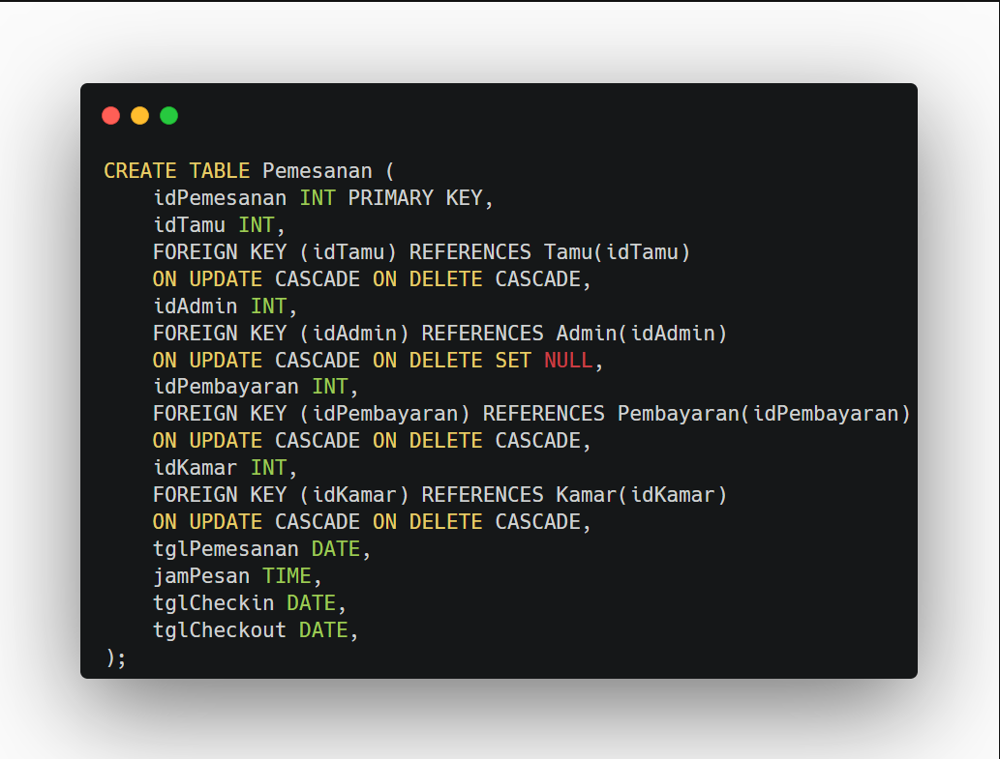 CREATE TABLE Pemesanan (
    idPemesanan INT PRIMARY KEY,
    idTamu INT,
    FOREIGN KEY (idTamu) REFERENCES Tamu(idTamu)
    ON UPDATE CASCADE ON DELETE CASCADE,
    idAdmin INT,
    FOREIGN KEY (idAdmin) REFERENCES Admin(idAdmin)
    ON UPDATE CASCADE ON DELETE SET NULL,
    idPembayaran INT,
    FOREIGN KEY (idPembayaran) REFERENCES Pembayaran(idPembayaran)
    ON UPDATE CASCADE ON DELETE CASCADE,
    idKamar INT,
    FOREIGN KEY (idKamar) REFERENCES Kamar(idKamar)
    ON UPDATE CASCADE ON DELETE CASCADE,
    tglPemesanan DATE,
    jamPesan TIME,
    tglCheckin DATE,
    tglCheckout DATE,
);